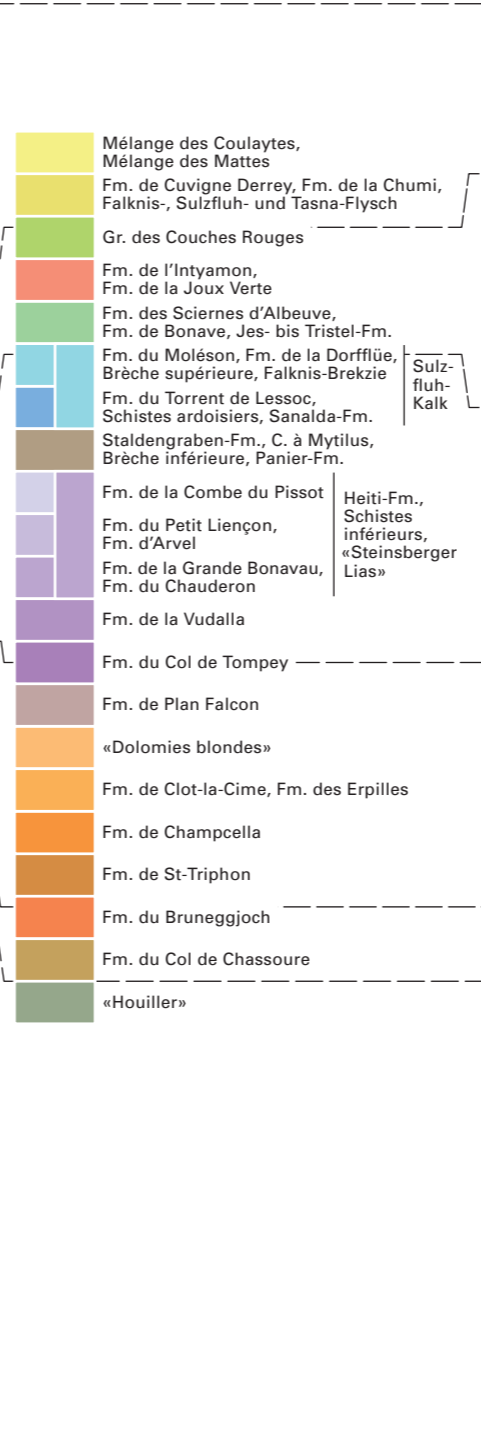 Mélange des Coulaytes,
Mélange des Mattes
Fm. de Cuvigne Derrey, Fm. de la Chumi,
Falknis-, Sulzfluh- und Tasna-Flysch
Gr. des Couches Rouges
Fm. de l'Intyamon,
Fm. de la Joux Verte
Fm. des Sciernes d'Albeuve,
Fm. de Bonave, Jes- bis Tristel-Fm.
Fm. du Moléson, Fm. de la Dorfflüe,
Brèche supérieure, Falknis-Brekzie
Fm. du Torrent de Lessoc,
Schistes ardoisiers, Sanalda-Fm.
Sulz-
fluh-
Kalk
Staldengraben-Fm., C. à Mytilus,
Brèche inférieure, Panier-Fm.
Fm. de la Combe du Pissot
Fm. du Petit Liençon,
Fm. d'Arvel
Fm. de la Grande Bonavau,
Fm. du Chauderon
Heiti-Fm.,
Schistes
inférieurs,
«Steinsberger
Lias»
Fm. de la Vudalla
Fm. du Col de Tompey
Fm. de Plan Falcon
«Dolomies blondes»
Fm. de Clot-la-Cime, Fm. des Erpilles
Fm. de Champcella
Fm. de St-Triphon
Fm. du Bruneggjoch
Fm. du Col de Chassoure
«Houiller»